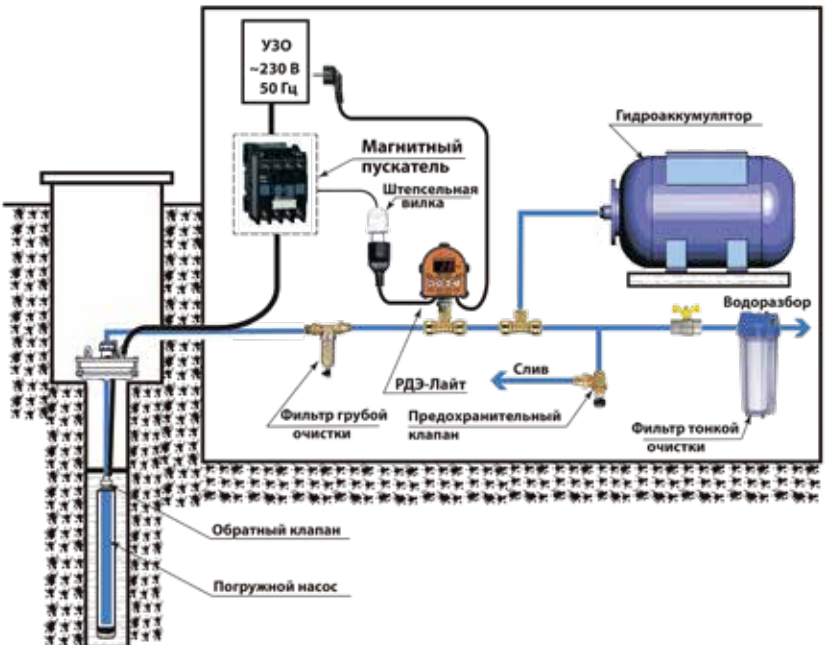 УЗО
~230 В
50 Гц
Гидроаккумулятор
Магнитный
пускатель
Штепсельная
вилка
Водоразбор
Слив
РДЭ-Лайт
Фильтр грубой
очистки
Предохранительный
клапан
Фильтр тонкой
очистки
Обратный клапан
Погружной насос